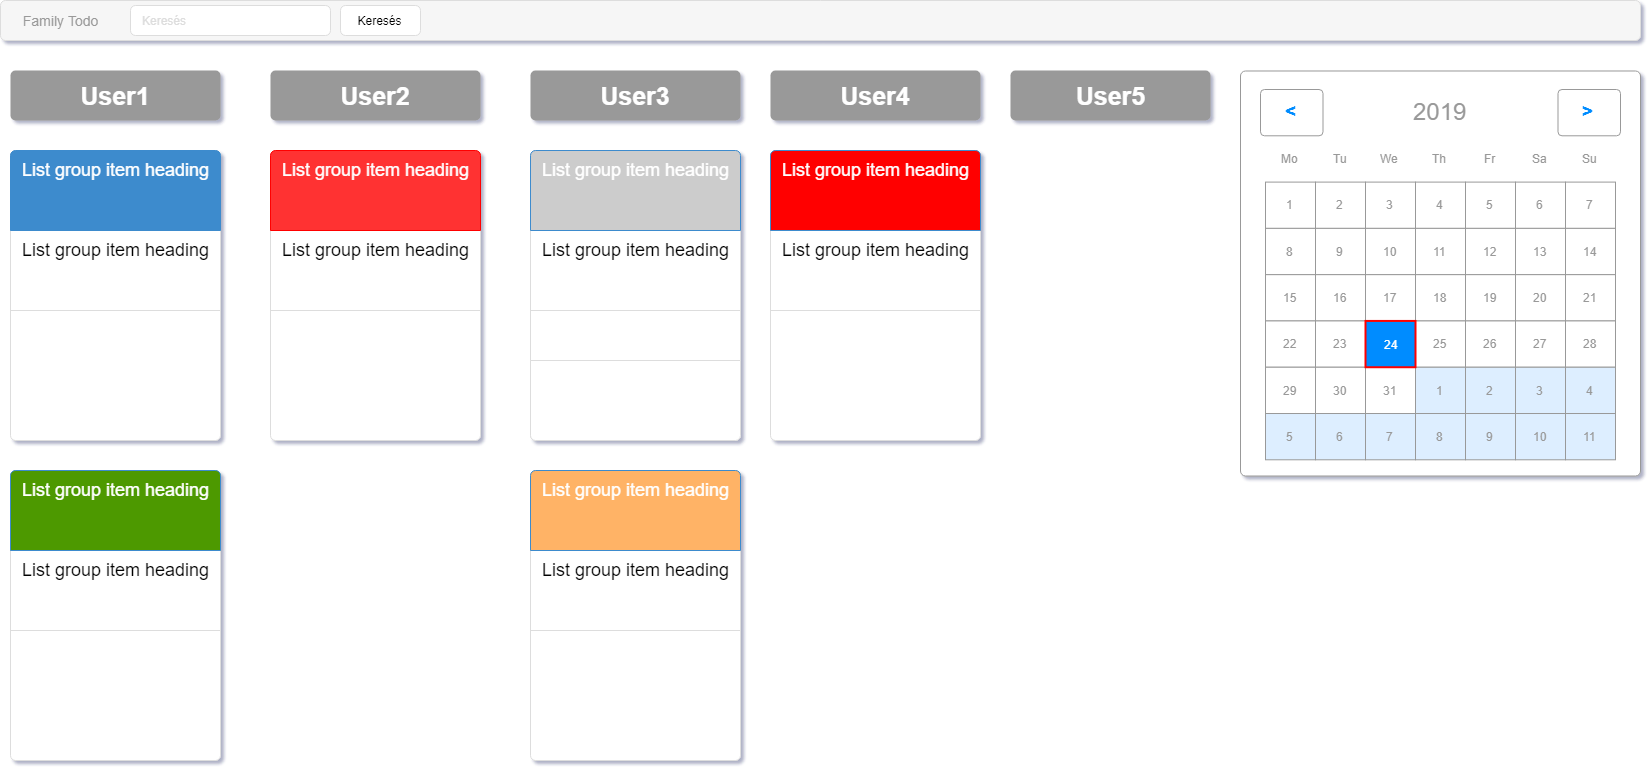 Family Todo Keresés Keresés
User1 User2 User3 User4 User5
List group item heading List group item heading List group item heading List group item heading
List group item heading List group item heading List group item heading List group item heading
List group item heading List group item heading
List group item heading List group item heading
< 2019 >
Mo Tu We Th Fr Sa Su
1 2 3 4 5 6 7
8 9 10 11 12 13 14
15 16 17 18 19 20 21
22 23 24 25 26 27 28
29 30 31 1 2 3 4
5 6 7 8 9 10 11